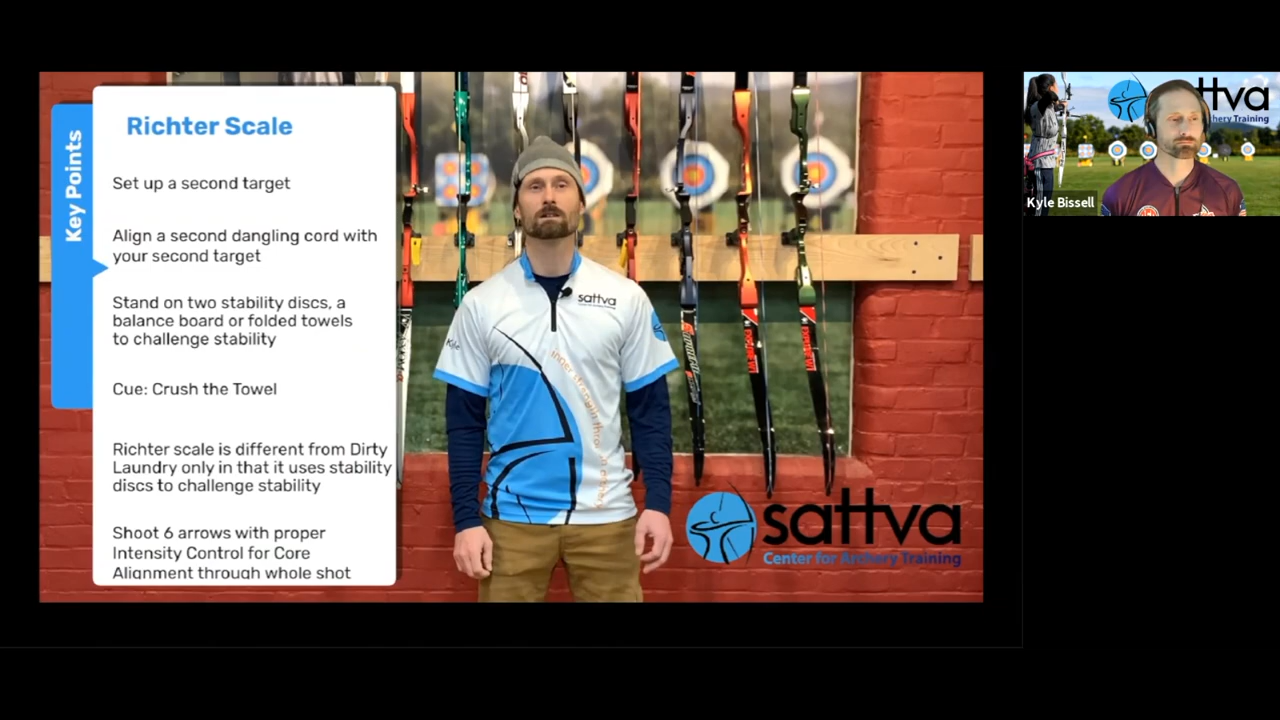 Key Points
Richter Scale
Set up a second target
Align a second dangling cord with
your second target
Stand on two stability discs, a
balance board or folded towels
to challenge stability
Cue: Crush the Towel
Richter scale is different from Dirty
Laundry only in that it uses stability
discs to challenge stability
Shoot 6 arrows with proper
Intensity Control for Core
Alignment through whole shot
Kyle
sattva
sattva
Center for Archery Training
Kyle Bissell